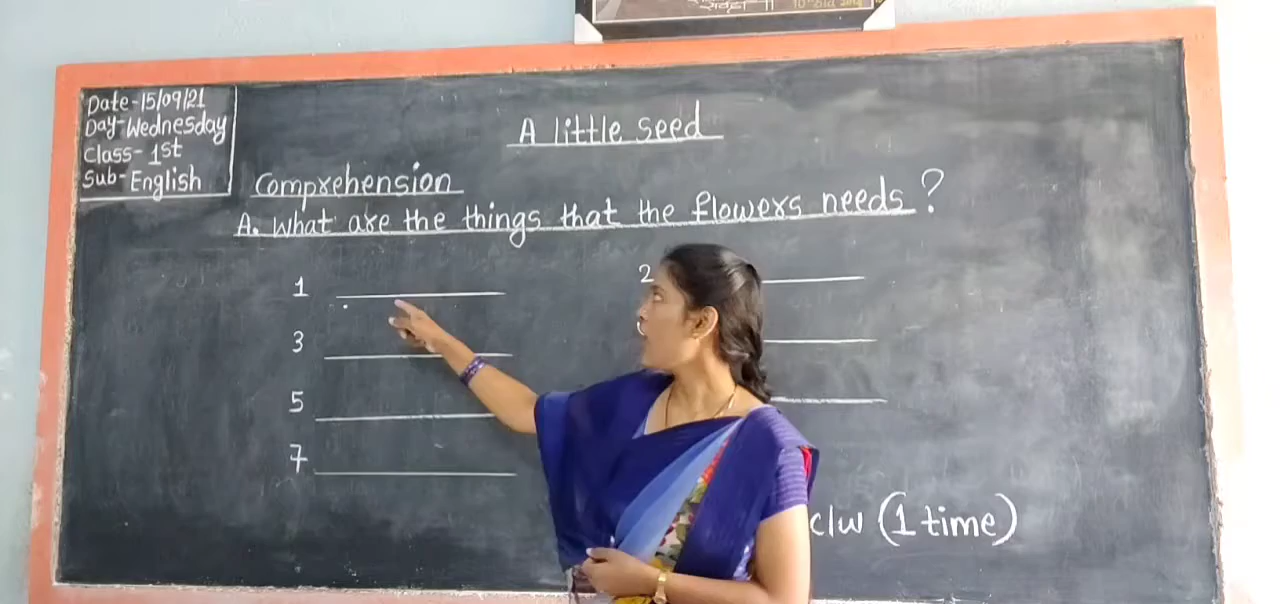 Date-15/09/21
Day-Wednesday
Class-1st
Sub-English
A little seed
Comprehension
A. What are the things that the flowers needs?
1
2
3
5
7
c/w (1 time)